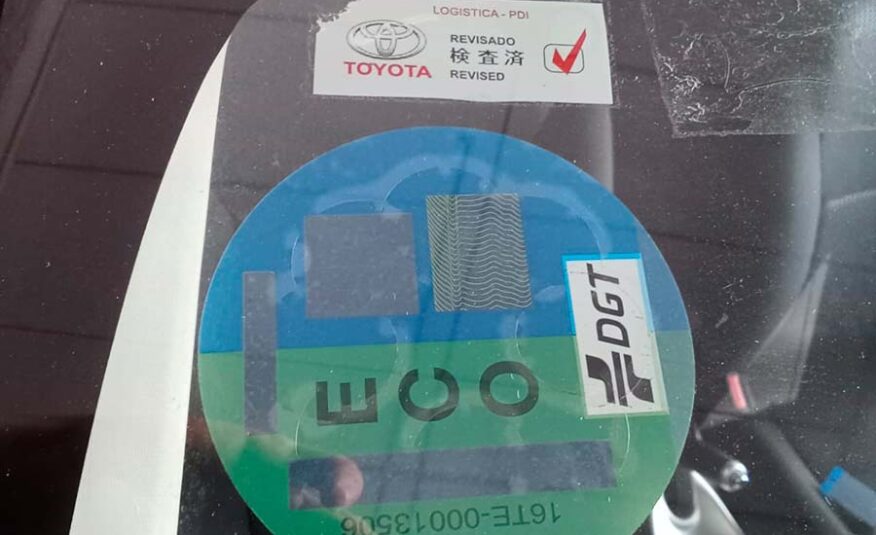 LOGISTICA - PDI
TOYOTA
REVISADO
検査済
REVISED
DGT
ECO
16TE-00013506